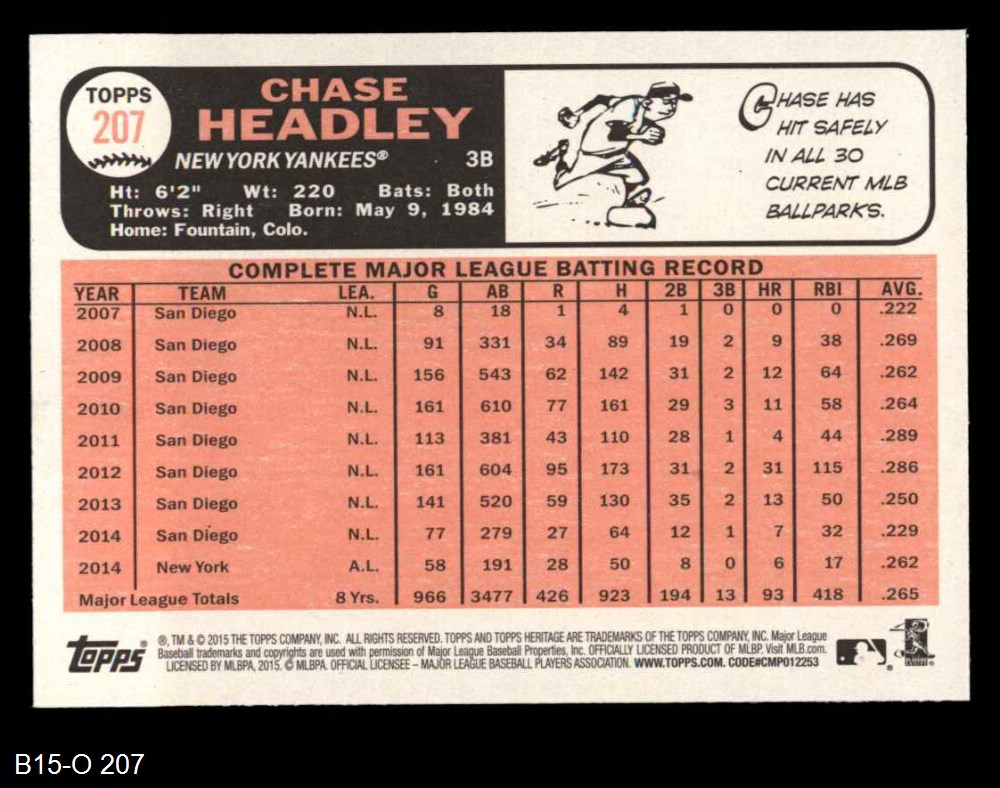 TOPPS
207
CHASE
HEADLEY
NEW YORK YANKEES® 3B
Ht: 6'2" Wt: 220 Bats: Both
Throws: Right Born: May 9, 1984
Home: Fountain, Colo.
CHASE HAS
HIT SAFELY
IN ALL 30
CURRENT MLB
BALLPARKS.
COMPLETE MAJOR LEAGUE BATTING RECORD
YEAR TEAM LEA. G AB R H 2B 3B HR RBI AVG.
2007 San Diego N.L. 8 18 1 4 1 0 0 0 .222
2008 San Diego N.L. 91 331 34 89 19 2 9 38 .269
2009 San Diego N.L. 156 543 62 142 31 2 12 64 .262
2010 San Diego N.L. 161 610 77 161 29 3 11 58 .264
2011 San Diego N.L. 113 381 43 110 28 1 4 44 .289
2012 San Diego N.L. 161 604 95 173 31 2 31 115 .286
2013 San Diego N.L. 141 520 59 130 35 2 13 50 .250
2014 San Diego N.L. 77 279 27 64 12 1 7 32 .229
2014 New York A.L. 58 191 28 50 8 0 6 17 .262
Major League Totals 8 Yrs. 966 3477 426 923 194 13 93 418 .265
Topps®
®, TM & © 2015 THE TOPPS COMPANY, INC. ALL RIGHTS RESERVED. TOPPS AND TOPPS HERITAGE ARE TRADEMARKS OF THE TOPPS COMPANY, INC. Major League
Baseball trademarks and copyrights are used with permission of Major League Baseball Properties, Inc. OFFICIALLY LICENSED PRODUCT OF MLBP. Visit MLB.com.
LICENSED BY MLBPA, 2015. © MLBPA. OFFICIAL LICENSEE – MAJOR LEAGUE BASEBALL PLAYERS ASSOCIATION. WWW.TOPPS.COM. CODE#CMP012253
B15-O 207